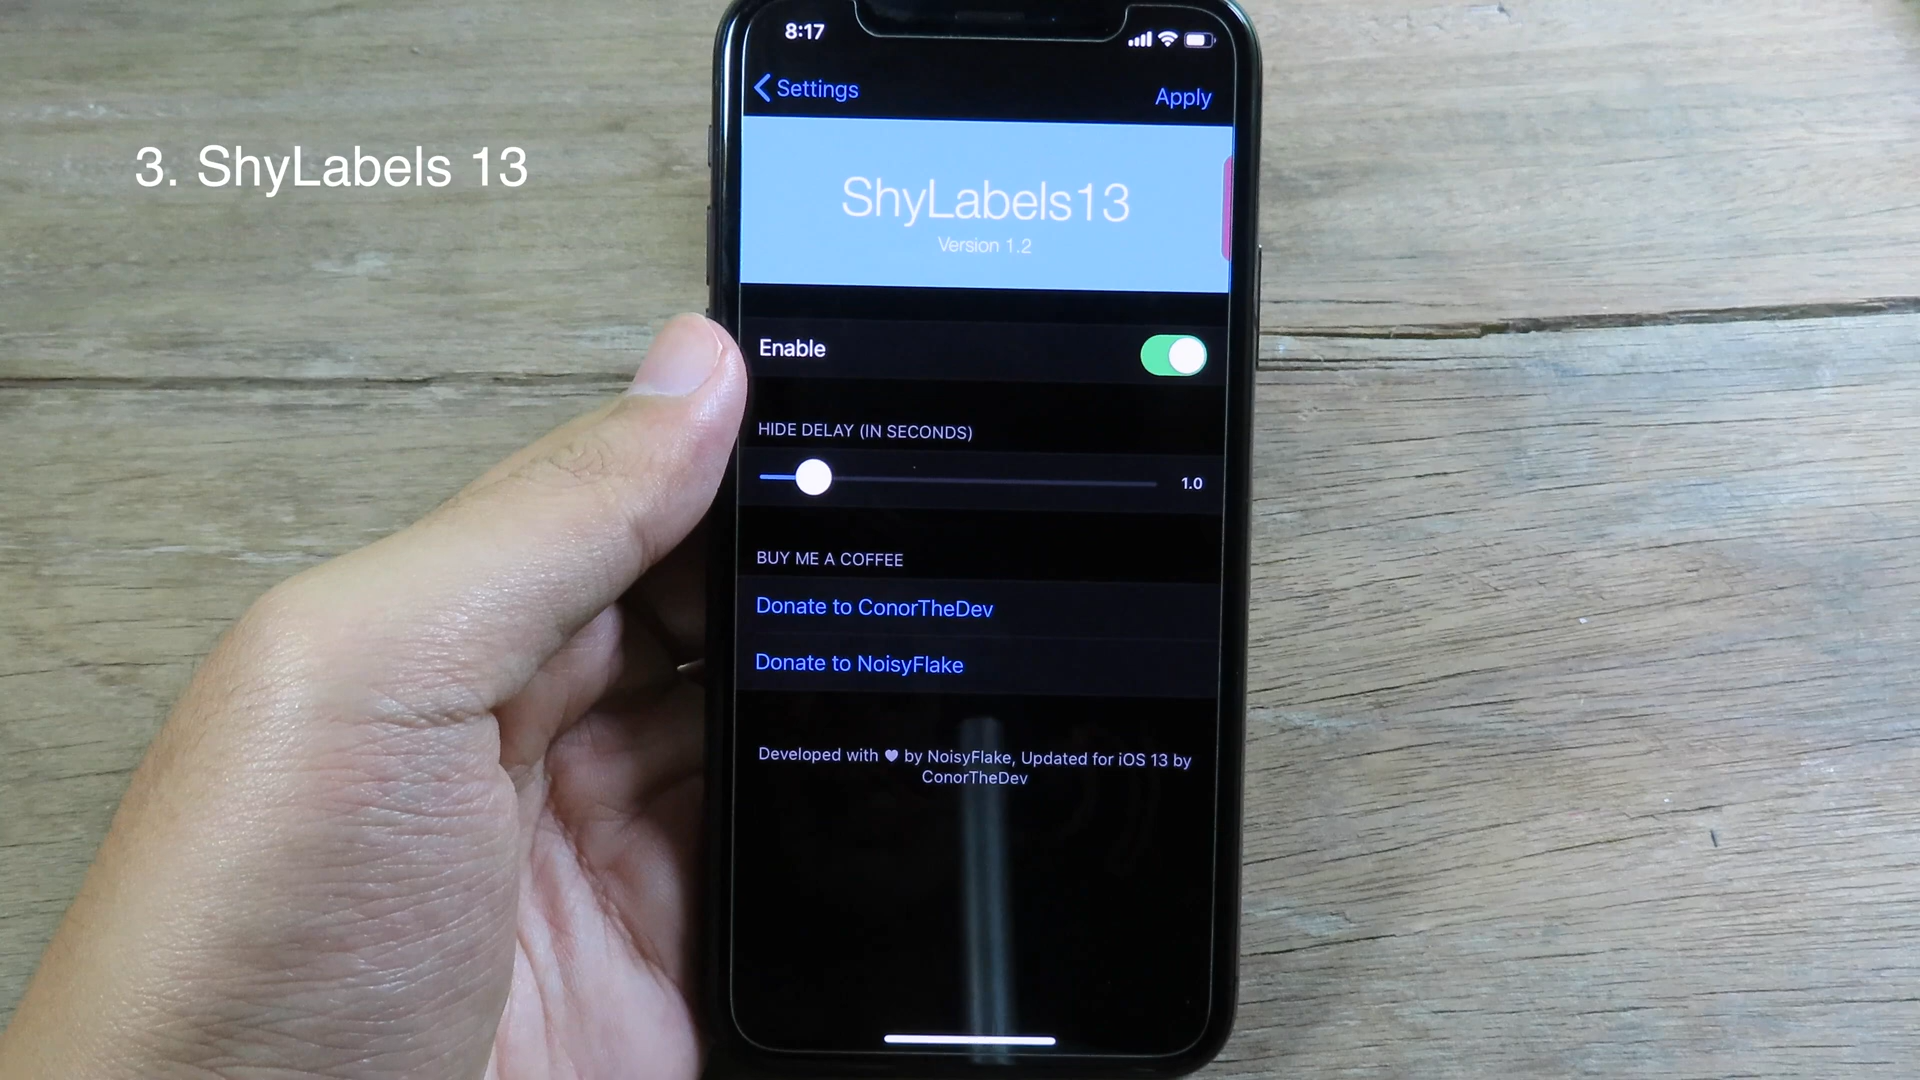 3. ShyLabels 13
8:17
Settings
Apply
ShyLabels13
Version 1.2
Enable
HIDE DELAY (IN SECONDS)
1.0
BUY ME A COFFEE
Donate to ConorTheDev
Donate to NoisyFlake
Developed with ♥ by NoisyFlake, Updated for iOS 13 by
ConorTheDev